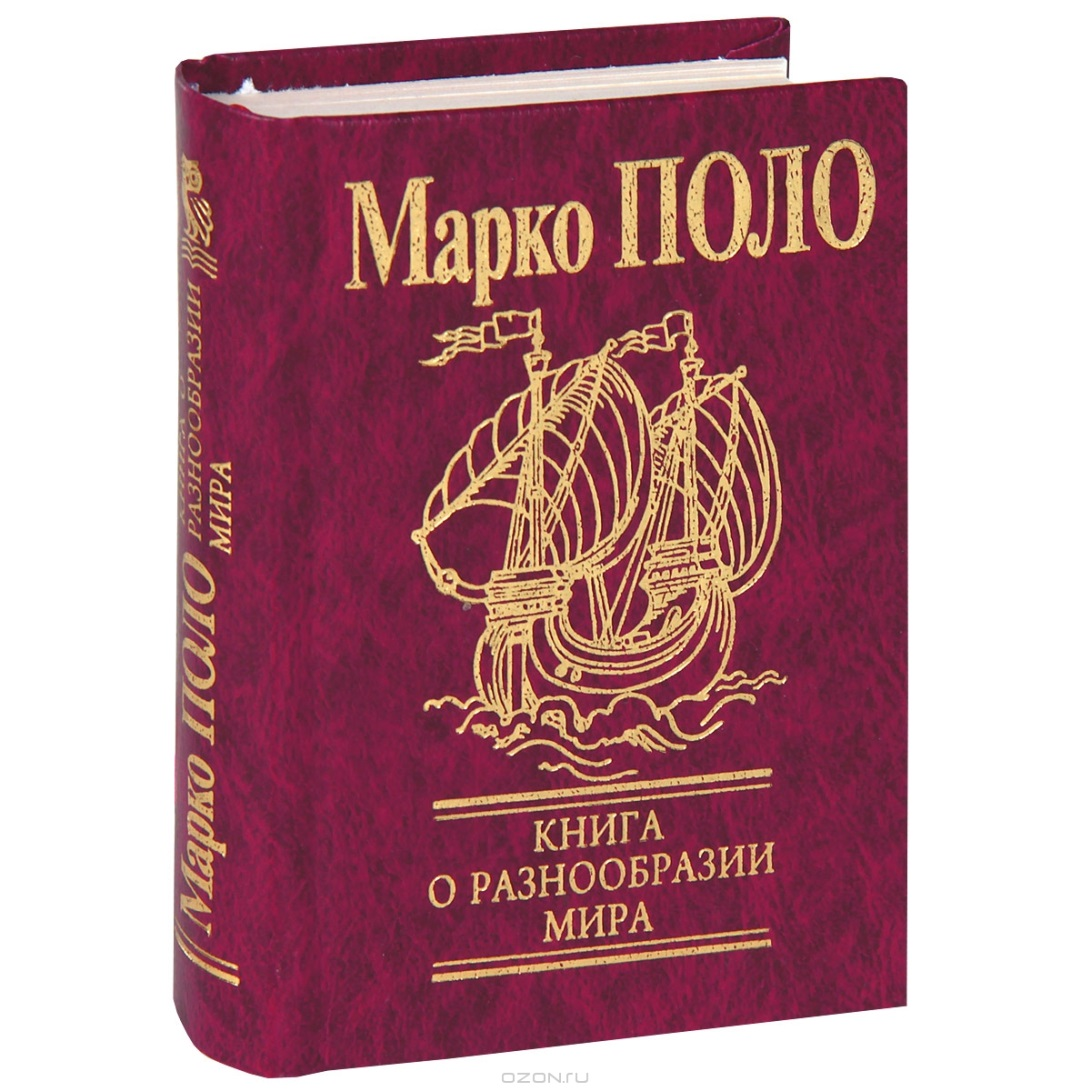 Марко ПОЛО
КНИГА
О РАЗНООБРАЗИИ
МИРА
Марко ПОЛО
КНИГА О
РАЗНООБРАЗИИ
МИРА
OZON.RU